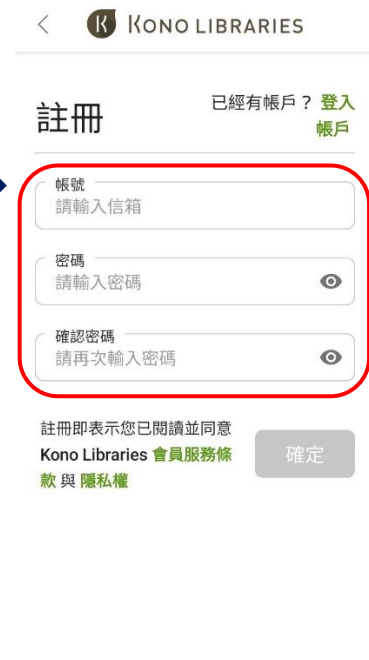 KONO LIBRARIES
註冊
已經有帳戶？ 登入
帳戶
帳號
請輸入信箱
密碼
請輸入密碼
確認密碼
請再次輸入密碼
註冊即表示您已閱讀並同意
Kono Libraries 會員服務條
款 與 隱私權
確定